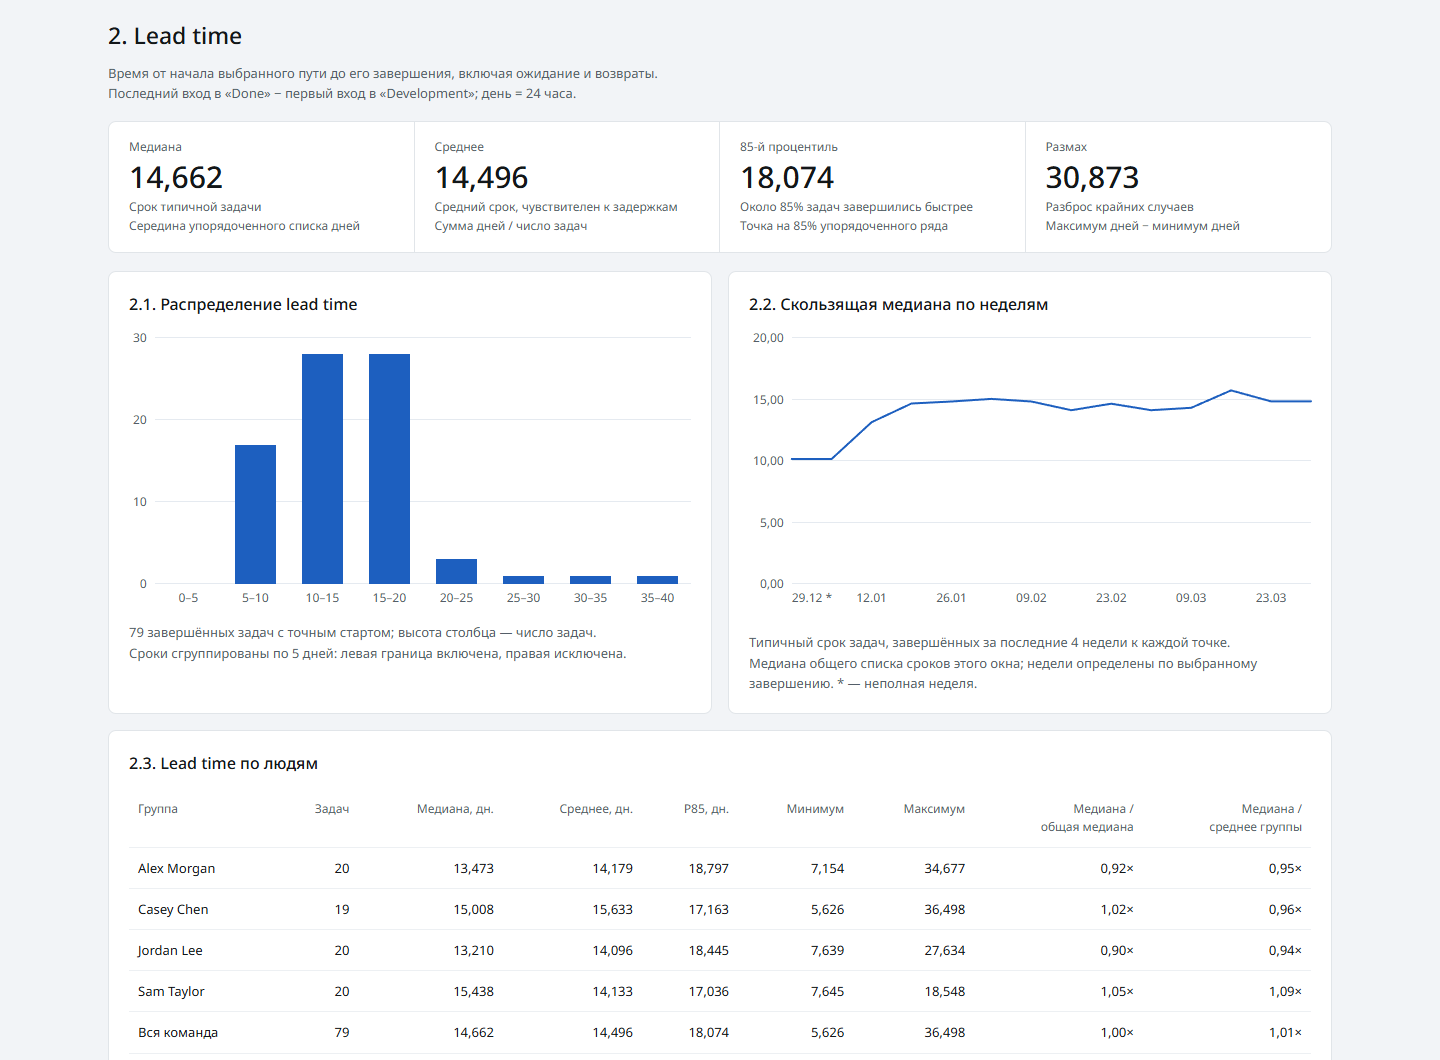 2. Lead time
Время от начала выбранного пути до его завершения, включая ожидание и возвраты.
Последний вход в «Done» − первый вход в «Development»; день = 24 часа.
Медиана
14,662
Срок типичной задачи
Середина упорядоченного списка дней
Среднее
14,496
Средний срок, чувствителен к задержкам
Сумма дней / число задач
85-й процентиль
18,074
Около 85% задач завершились быстрее
Точка на 85% упорядоченного ряда
Размах
30,873
Разброс крайних случаев
Максимум дней − минимум дней
2.1. Распределение lead time
30
20
10
0
0–5 5–10 10–15 15–20 20–25 25–30 30–35 35–40
79 завершённых задач с точным стартом; высота столбца — число задач.
Сроки сгруппированы по 5 дней: левая граница включена, правая исключена.
2.2. Скользящая медиана по неделям
20,00
15,00
10,00
5,00
0,00
29.12 * 12.01 26.01 09.02 23.02 09.03 23.03
Типичный срок задач, завершённых за последние 4 недели к каждой точке.
Медиана общего списка сроков этого окна; недели определены по выбранному
завершению. * — неполная неделя.
2.3. Lead time по людям
Группа Задач Медиана, дн. Среднее, дн. P85, дн. Минимум Максимум Медиана / общая медиана Медиана / среднее группы
Alex Morgan 20 13,473 14,179 18,797 7,154 34,677 0,92× 0,95×
Casey Chen 19 15,008 15,633 17,163 5,626 36,498 1,02× 0,96×
Jordan Lee 20 13,210 14,096 18,445 7,639 27,634 0,90× 0,94×
Sam Taylor 20 15,438 14,133 17,036 7,645 18,548 1,05× 1,09×
Вся команда 79 14,662 14,496 18,074 5,626 36,498 1,00× 1,01×